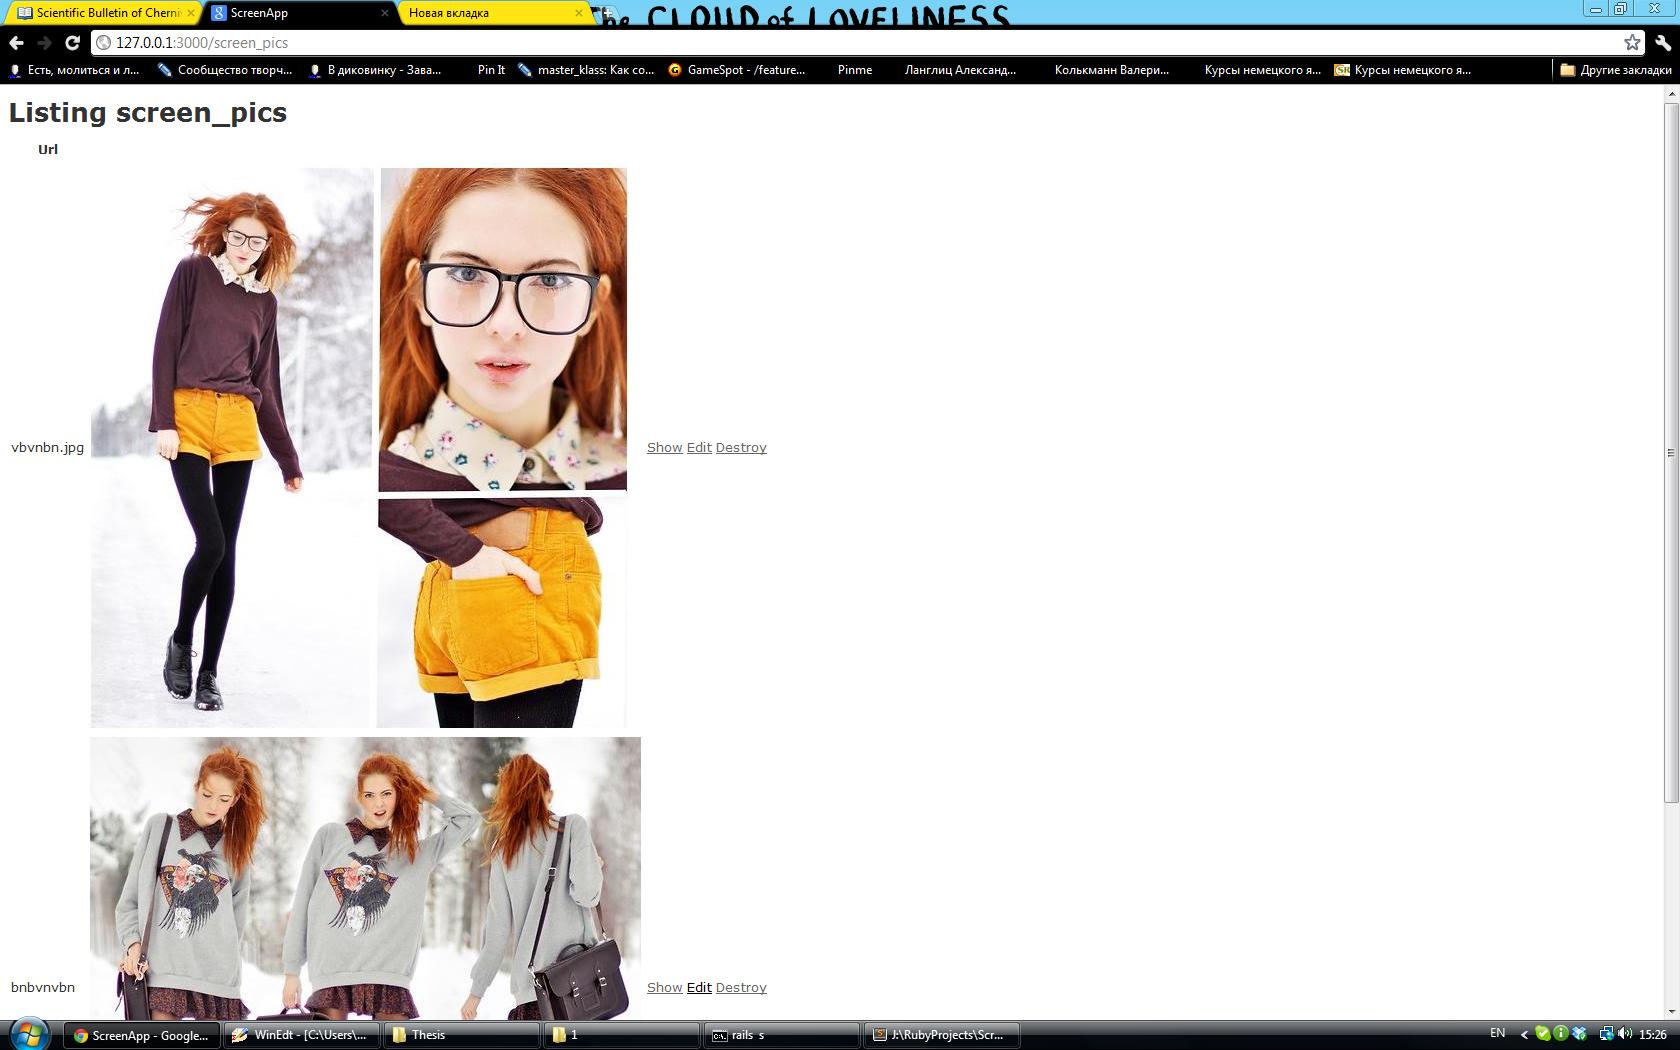 Scientific Bulletin of Cherni
ScreenApp
Новая вкладка
The CLOUD of LOVELINESS
127.0.0.1:3000/screen_pics
Есть, молиться и л...
Сообщество творч...
В диковинку - Зава...
Pin It
master_klass: Как со...
GameSpot - /feature...
Pinme
Ланглиц Александ...
Колькманн Валери...
Курсы немецкого я...
Курсы немецкого я...
Другие закладки
Listing screen_pics
Url
vbvnbn.jpg
Show Edit Destroy
bnbvnvbn
Show Edit Destroy
ScreenApp - Google...
WinEdt - [C:\Users\...
Thesis
1
rails s
J:\RubyProjects\Scr...
EN
15:26